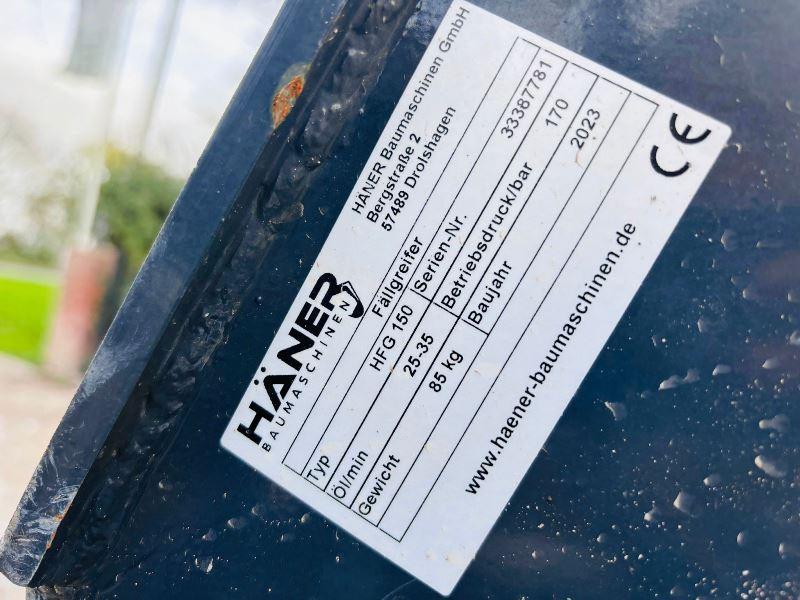 HÄNER
BAUMASCHINEN
HÄNER Baumaschinen GmbH
Bergstraße 2
57489 Drolshagen
Fällgreifer
Typ HFG 150 Serien-Nr. 33387781
Öl/min 25-35 Betriebsdruck/bar 170
Gewicht 85 kg Baujahr 2023
www.haener-baumaschinen.de
CE